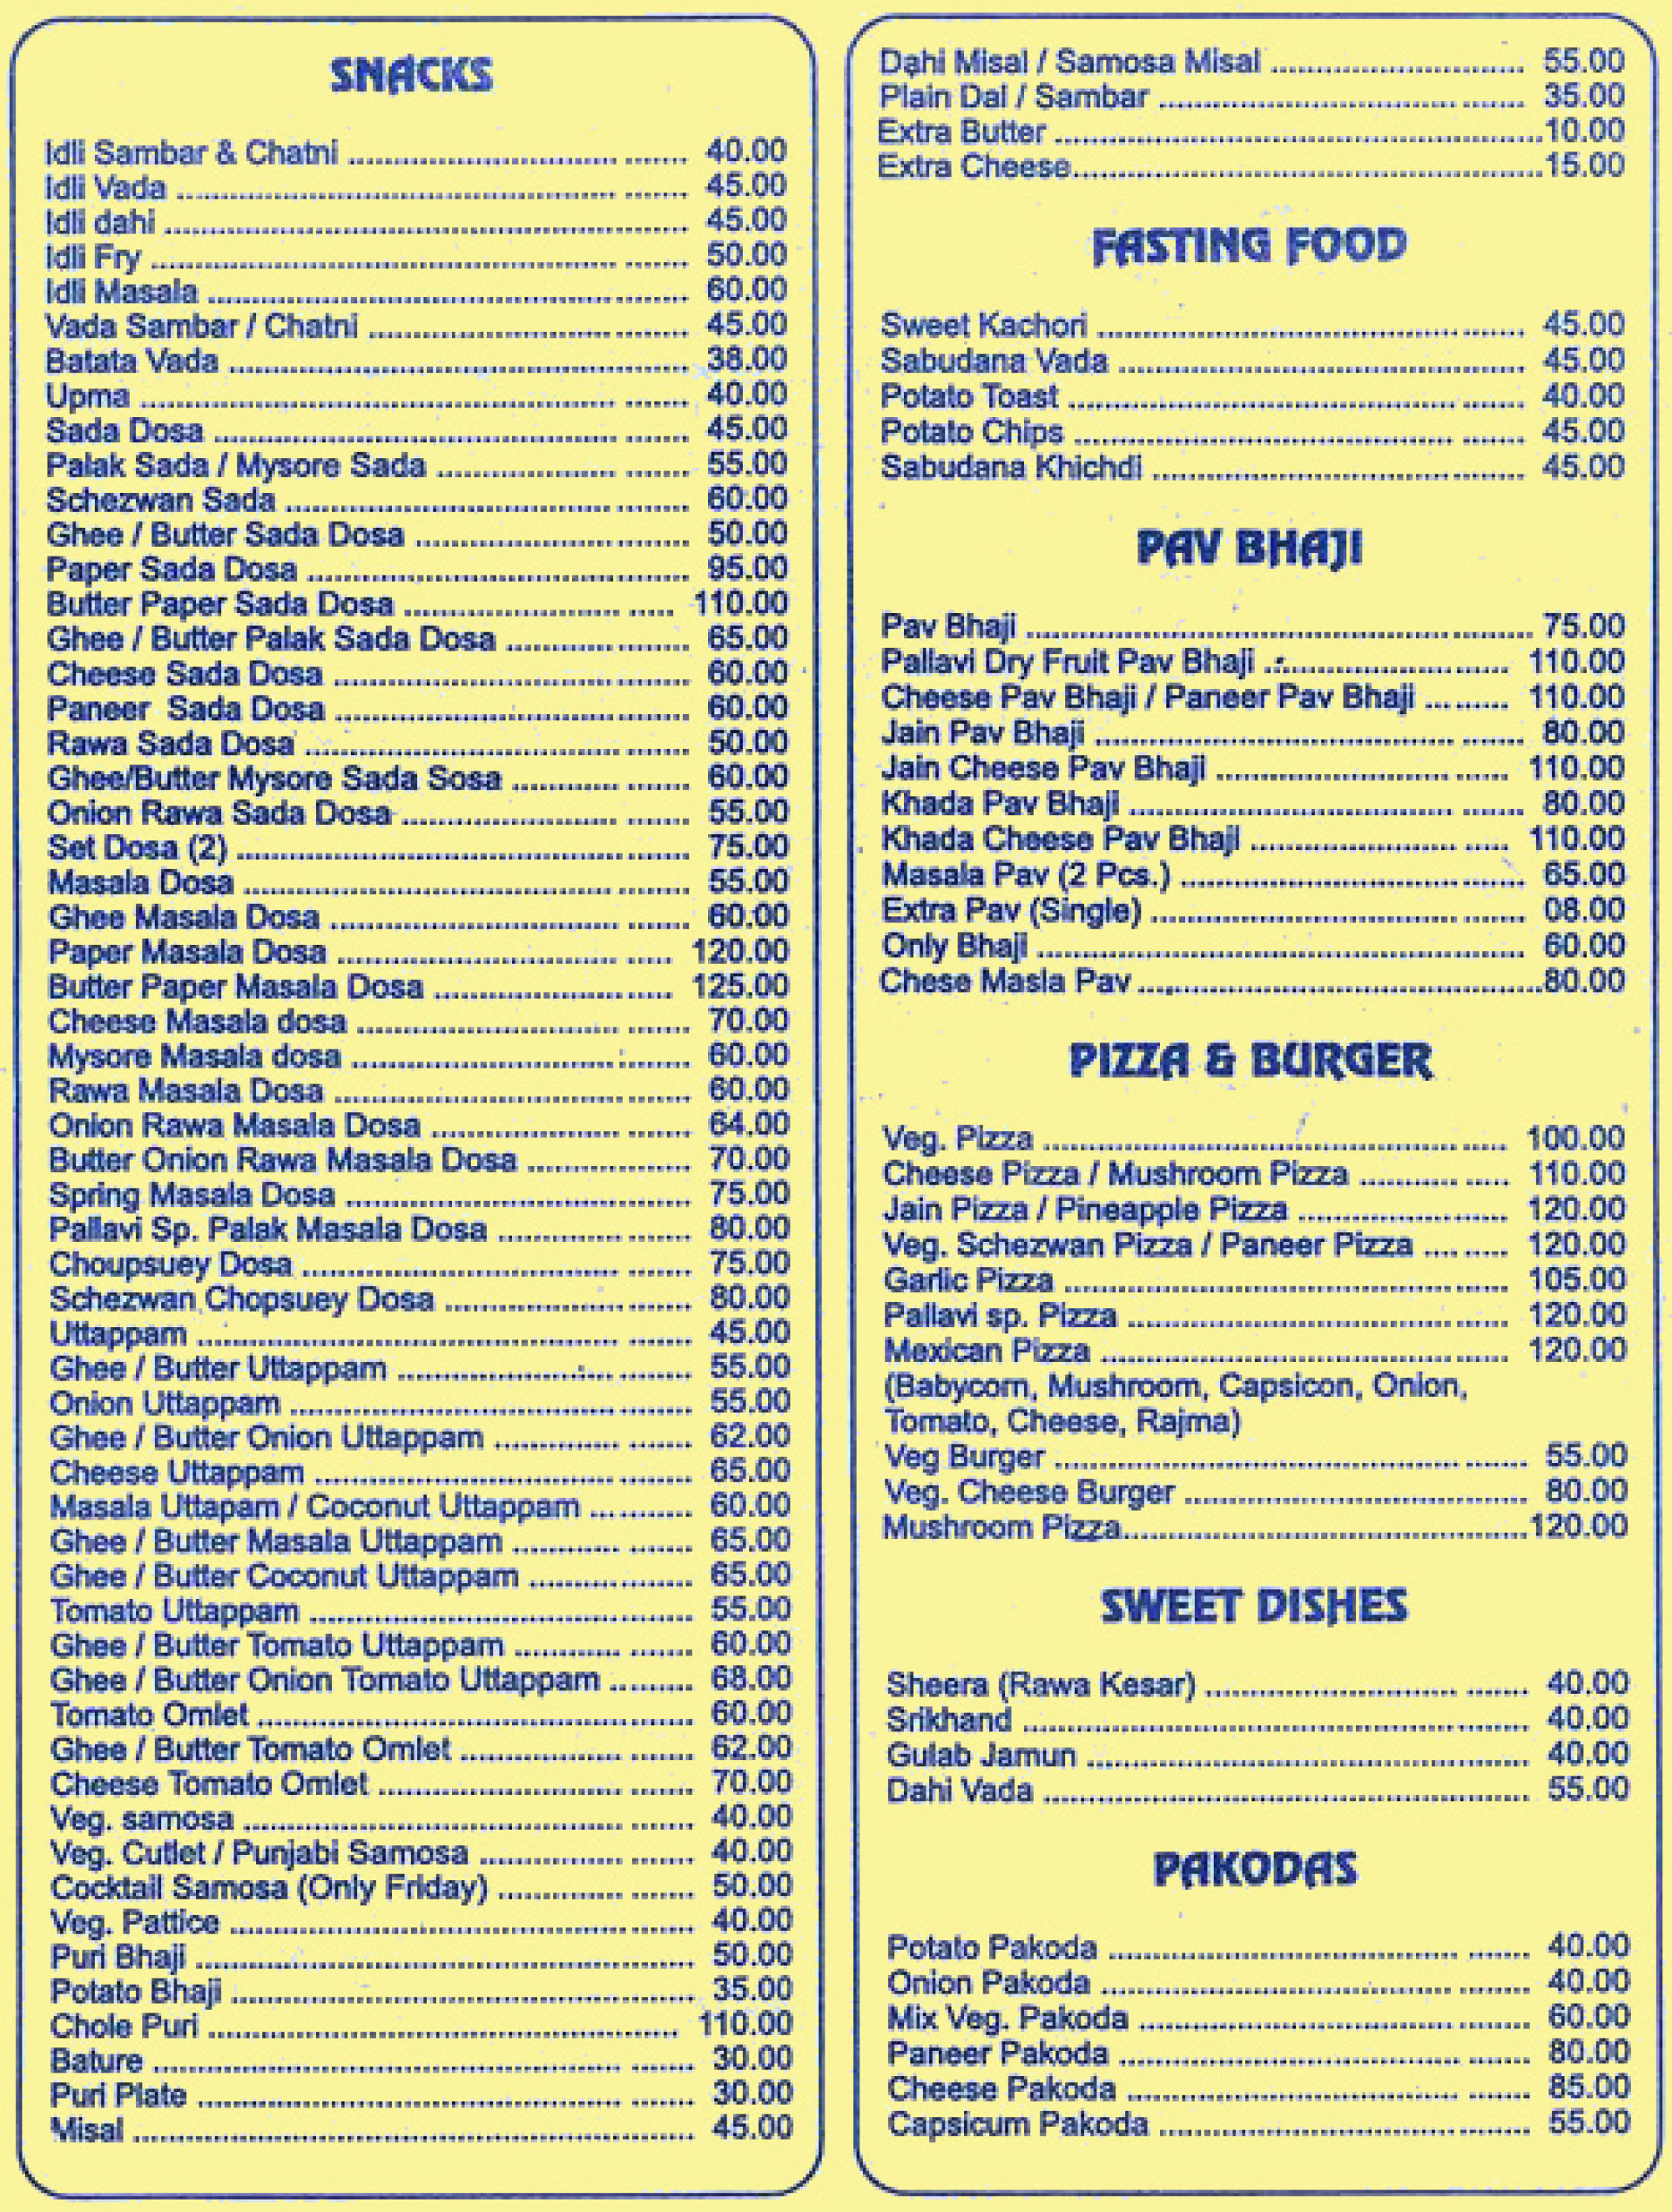 SNACKS
Idli Sambar & Chatni ........ 40.00
Idli Vada ........ 45.00
Idli dahi ........ 45.00
Idli Fry ........ 50.00
Idli Masala ........ 60.00
Vada Sambar / Chatni ........ 45.00
Batata Vada ........ 38.00
Upma ........ 40.00
Sada Dosa ........ 45.00
Palak Sada / Mysore Sada ........ 55.00
Schezwan Sada ........ 60.00
Ghee / Butter Sada Dosa ........ 50.00
Paper Sada Dosa ........ 95.00
Butter Paper Sada Dosa ........ 110.00
Ghee / Butter Palak Sada Dosa ........ 65.00
Cheese Sada Dosa ........ 60.00
Paneer Sada Dosa ........ 60.00
Rawa Sada Dosa ........ 50.00
Ghee/Butter Mysore Sada Sosa ........ 60.00
Onion Rawa Sada Dosa ........ 55.00
Set Dosa (2) ........ 75.00
Masala Dosa ........ 55.00
Ghee Masala Dosa ........ 60.00
Paper Masala Dosa ........ 120.00
Butter Paper Masala Dosa ........ 125.00
Cheese Masala dosa ........ 70.00
Mysore Masala dosa ........ 60.00
Rawa Masala Dosa ........ 60.00
Onion Rawa Masala Dosa ........ 64.00
Butter Onion Rawa Masala Dosa ........ 70.00
Spring Masala Dosa ........ 75.00
Pallavi Sp. Palak Masala Dosa ........ 80.00
Choupsuey Dosa ........ 75.00
Schezwan Chopsuey Dosa ........ 80.00
Uttappam ........ 45.00
Ghee / Butter Uttappam ........ 55.00
Onion Uttappam ........ 55.00
Ghee / Butter Onion Uttappam ........ 62.00
Cheese Uttappam ........ 65.00
Masala Uttapam / Coconut Uttappam ........ 60.00
Ghee / Butter Masala Uttappam ........ 65.00
Ghee / Butter Coconut Uttappam ........ 65.00
Tomato Uttappam ........ 55.00
Ghee / Butter Tomato Uttappam ........ 60.00
Ghee / Butter Onion Tomato Uttappam ........ 68.00
Tomato Omlet ........ 60.00
Ghee / Butter Tomato Omlet ........ 62.00
Cheese Tomato Omlet ........ 70.00
Veg. samosa ........ 40.00
Veg. Cutlet / Punjabi Samosa ........ 40.00
Cocktail Samosa (Only Friday) ........ 50.00
Veg. Pattice ........ 40.00
Puri Bhaji ........ 50.00
Potato Bhaji ........ 35.00
Chole Puri ........ 110.00
Bature ........ 30.00
Puri Plate ........ 30.00
Misal ........ 45.00
Dahi Misal / Samosa Misal ........ 55.00
Plain Dal / Sambar ........ 35.00
Extra Butter ........ 10.00
Extra Cheese ........ 15.00
FASTING FOOD
Sweet Kachori ........ 45.00
Sabudana Vada ........ 45.00
Potato Toast ........ 40.00
Potato Chips ........ 45.00
Sabudana Khichdi ........ 45.00
PAV BHAJI
Pav Bhaji ........ 75.00
Pallavi Dry Fruit Pav Bhaji ........ 110.00
Cheese Pav Bhaji / Paneer Pav Bhaji ........ 110.00
Jain Pav Bhaji ........ 80.00
Jain Cheese Pav Bhaji ........ 110.00
Khada Pav Bhaji ........ 80.00
Khada Cheese Pav Bhaji ........ 110.00
Masala Pav (2 Pcs.) ........ 65.00
Extra Pav (Single) ........ 08.00
Only Bhaji ........ 60.00
Chese Masla Pav ........ 80.00
PIZZA & BURGER
Veg. Pizza ........ 100.00
Cheese Pizza / Mushroom Pizza ........ 110.00
Jain Pizza / Pineapple Pizza ........ 120.00
Veg. Schezwan Pizza / Paneer Pizza ........ 120.00
Garlic Pizza ........ 105.00
Pallavi sp. Pizza ........ 120.00
Mexican Pizza ........ 120.00
(Babycorn, Mushroom, Capsicon, Onion,
Tomato, Cheese, Rajma)
Veg Burger ........ 55.00
Veg. Cheese Burger ........ 80.00
Mushroom Pizza ........ 120.00
SWEET DISHES
Sheera (Rawa Kesar) ........ 40.00
Srikhand ........ 40.00
Gulab Jamun ........ 40.00
Dahi Vada ........ 55.00
PAKODAS
Potato Pakoda ........ 40.00
Onion Pakoda ........ 40.00
Mix Veg. Pakoda ........ 60.00
Paneer Pakoda ........ 80.00
Cheese Pakoda ........ 85.00
Capsicum Pakoda ........ 55.00